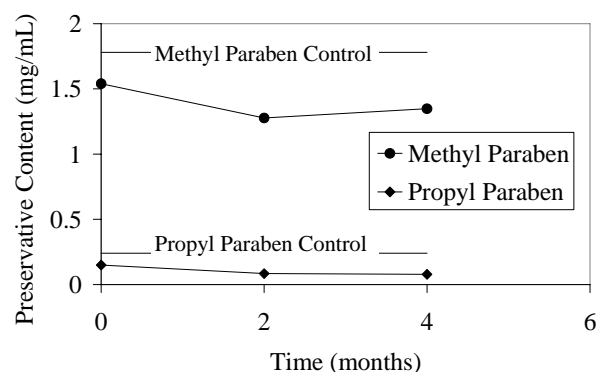 Preservative Content (mg/mL)
2
1.5
1
0.5
0
Methyl Paraben Control
Methyl Paraben
Propyl Paraben
Propyl Paraben Control
0 2 4 6
Time (months)